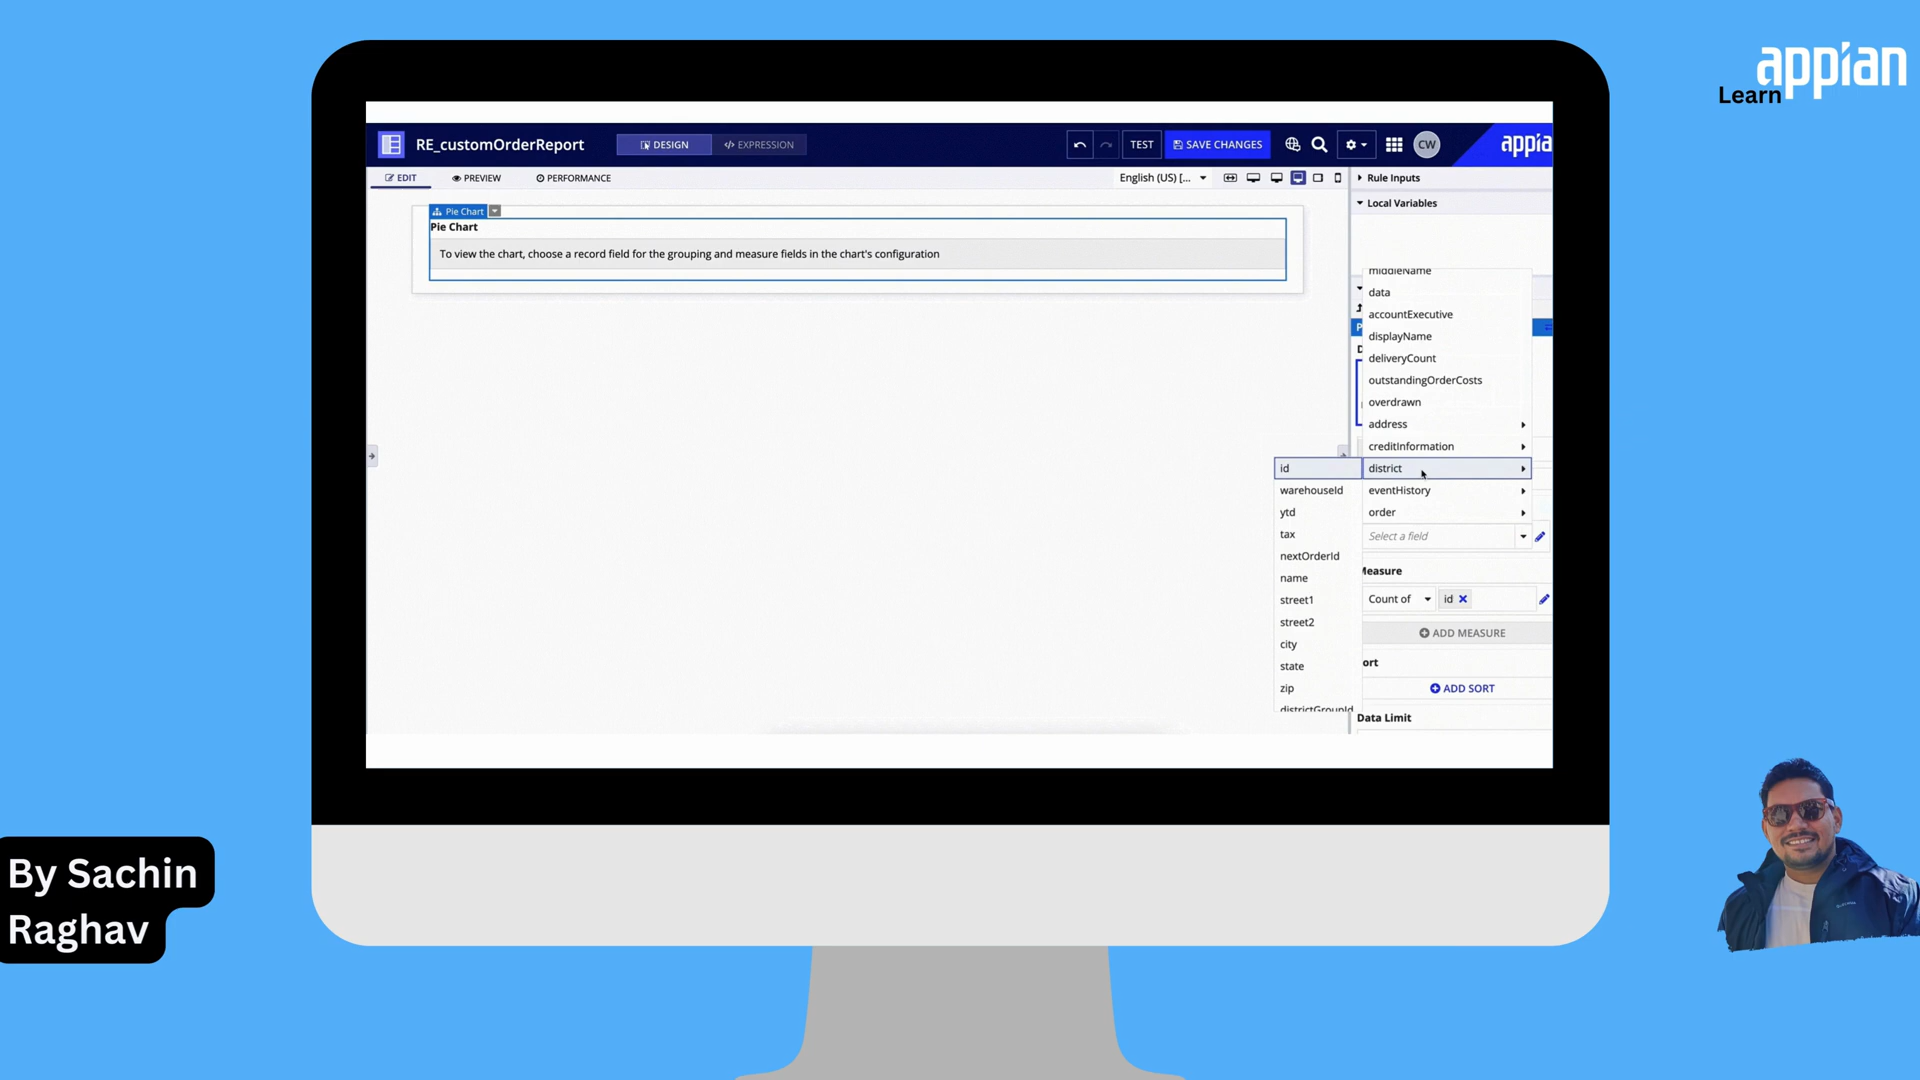 appian
Learn
RE_customOrderReport
DESIGN
</> EXPRESSION
TEST
SAVE CHANGES
CW
appia
EDIT
PREVIEW
PERFORMANCE
English (US) [...
Rule Inputs
Local Variables
Pie Chart
Pie Chart
To view the chart, choose a record field for the grouping and measure fields in the chart's configuration
middleName
data
accountExecutive
displayName
deliveryCount
outstandingOrderCosts
overdrawn
address
creditInformation
district
eventHistory
order
id
warehouseId
ytd
tax
nextOrderId
name
street1
street2
city
state
zip
districtGroupId
Select a field
Measure
Count of
id
ADD MEASURE
ort
ADD SORT
Data Limit
By Sachin
Raghav